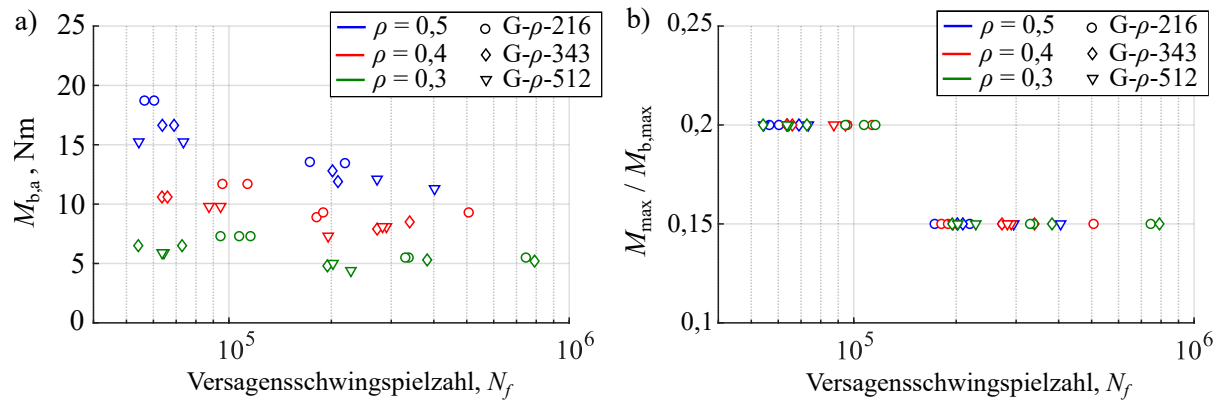 a)
25
20
15
10
5
0
M_b,a, Nm
10^5
10^6
Versagensschwingspielzahl, N_f
ρ = 0,5
ρ = 0,4
ρ = 0,3
G-ρ-216
G-ρ-343
G-ρ-512
b)
0,25
0,2
0,15
0,1
M_max / M_b,max
10^5
10^6
Versagensschwingspielzahl, N_f
ρ = 0,5
ρ = 0,4
ρ = 0,3
G-ρ-216
G-ρ-343
G-ρ-512